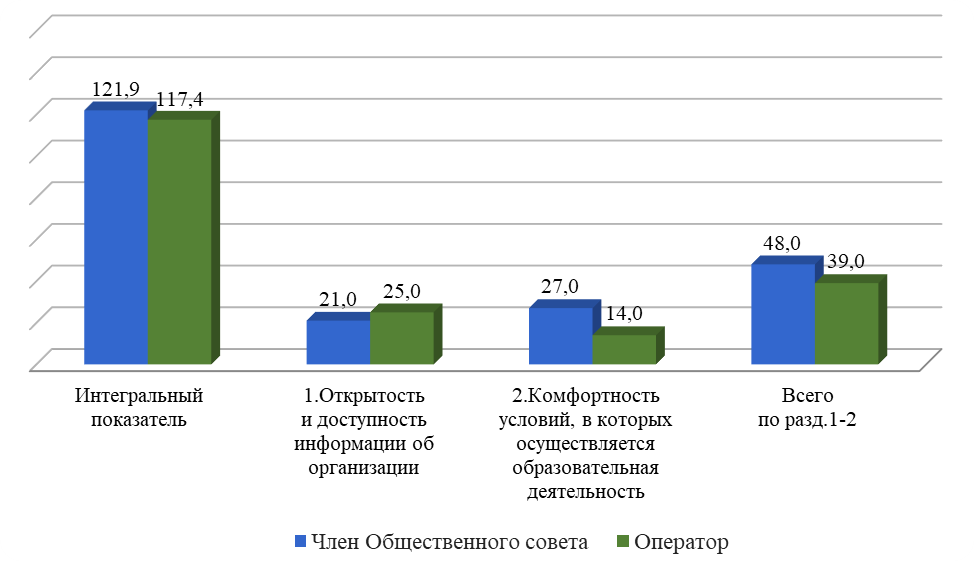 121,9
117,4
21,0
25,0
27,0
14,0
48,0
39,0
Интегральный
показатель
1.Открытость
и доступность
информации об
организации
2.Комфортность
условий, в которых
осуществляется
образовательная
деятельность
Всего
по разд.1-2
Член Общественного совета
Оператор